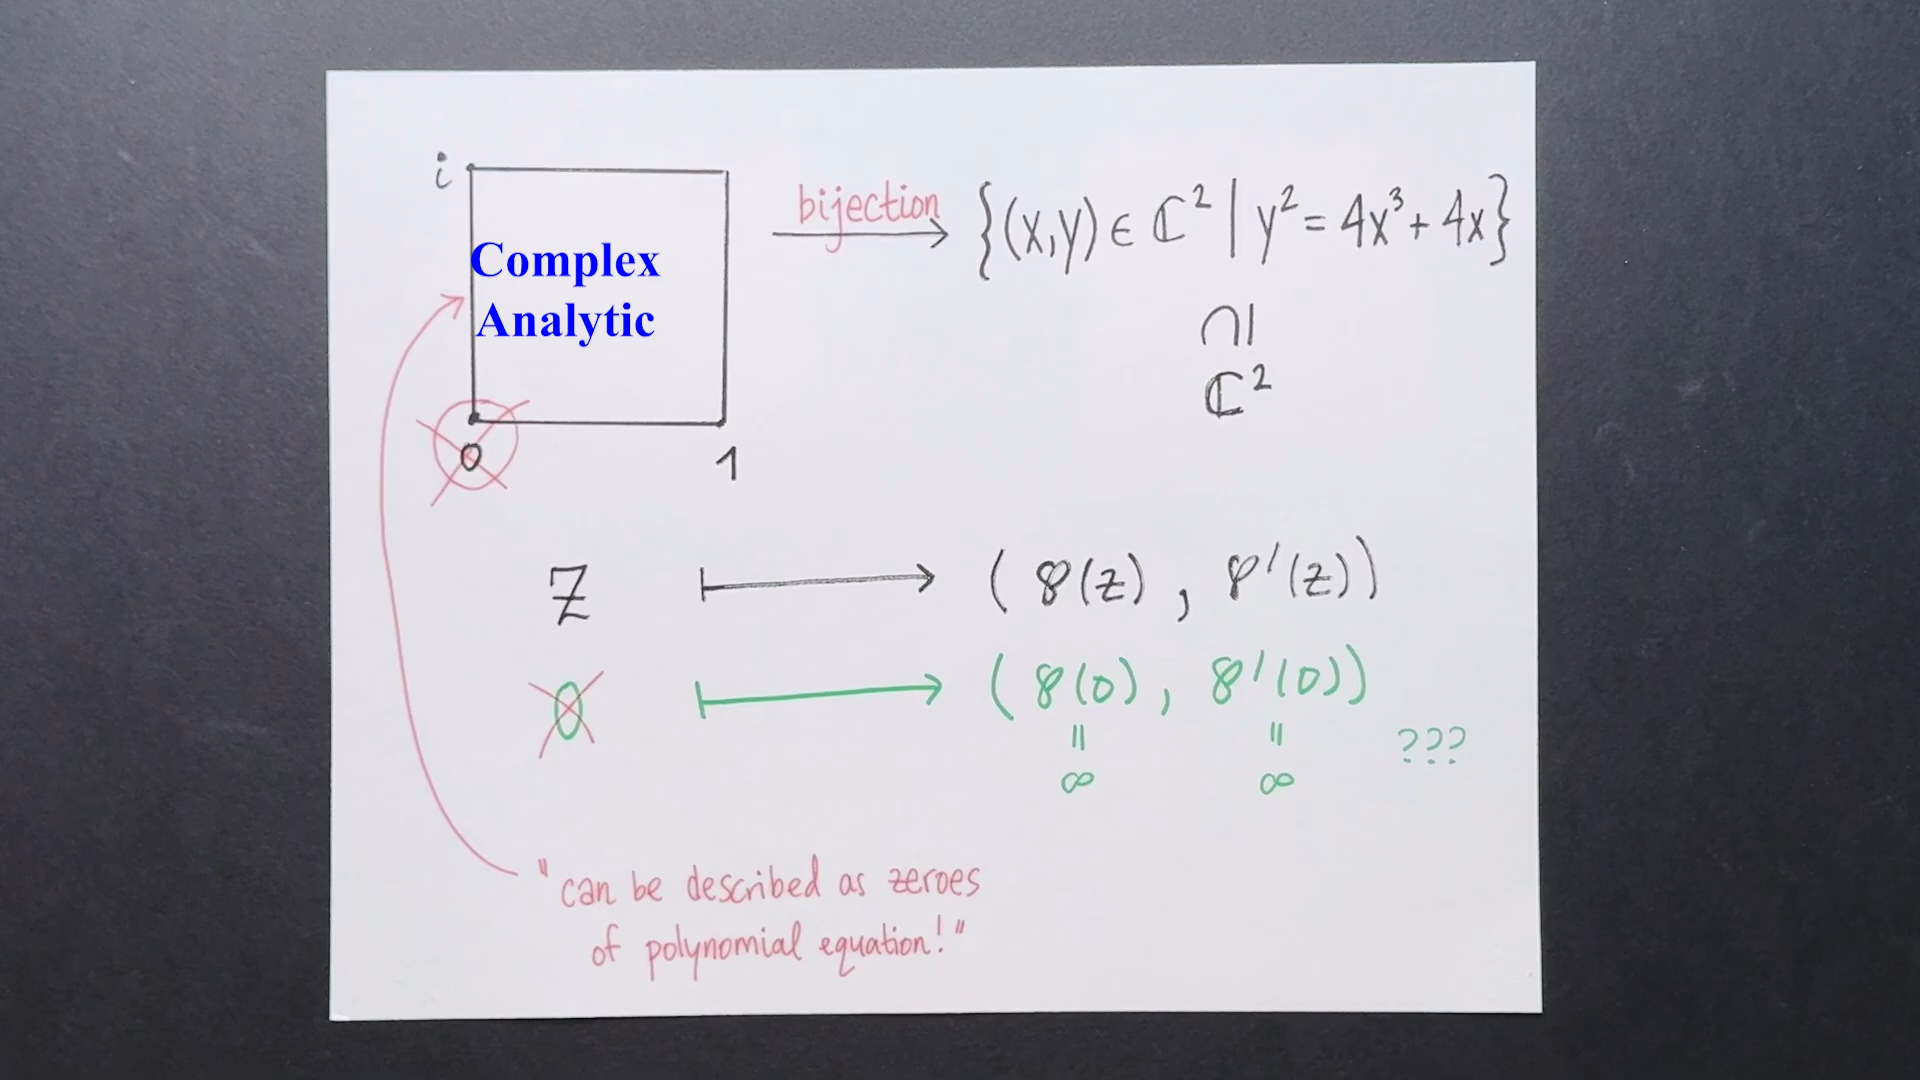 i
bijection
{(x,y) ∈ ℂ² | y² = 4x³ + 4x}
Complex
Analytic
∩|
ℂ²
0
1
z ↦ (℘(z), ℘'(z))
0 ↦ (℘(0), ℘'(0))
= = ???
∞ ∞
"can be described as zeroes
of polynomial equation!"